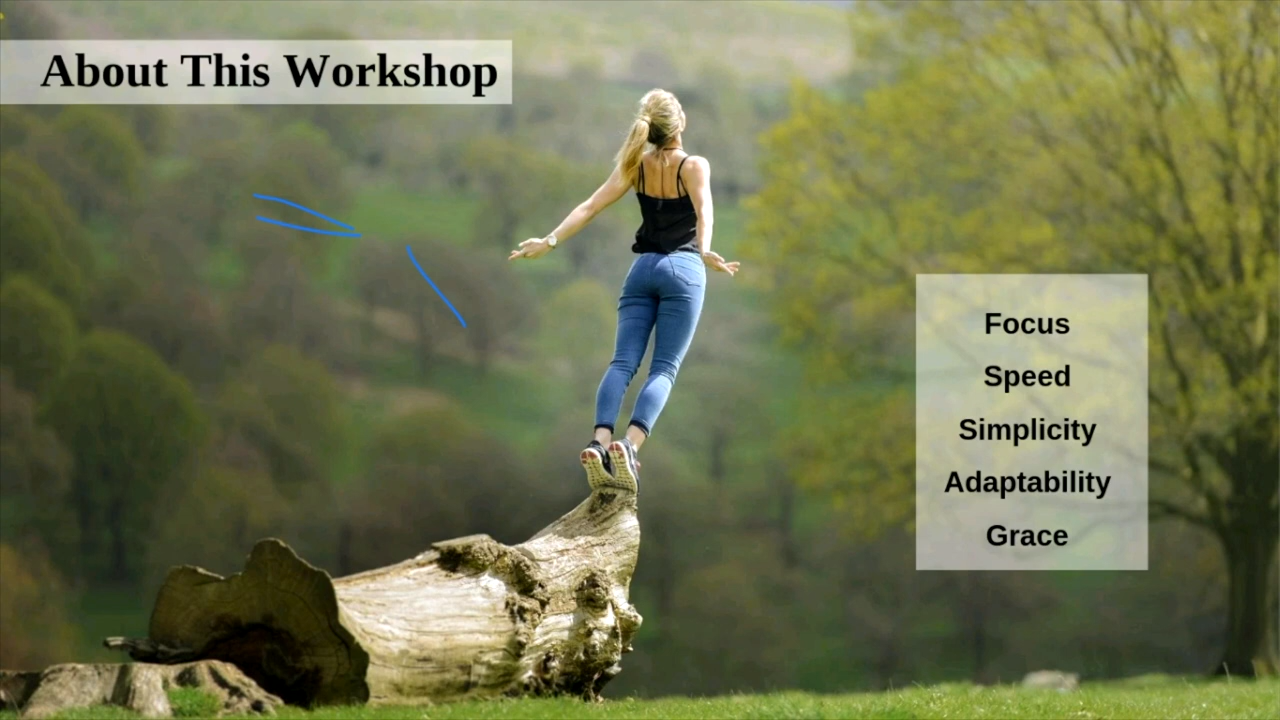 About This Workshop
Focus
Speed
Simplicity
Adaptability
Grace